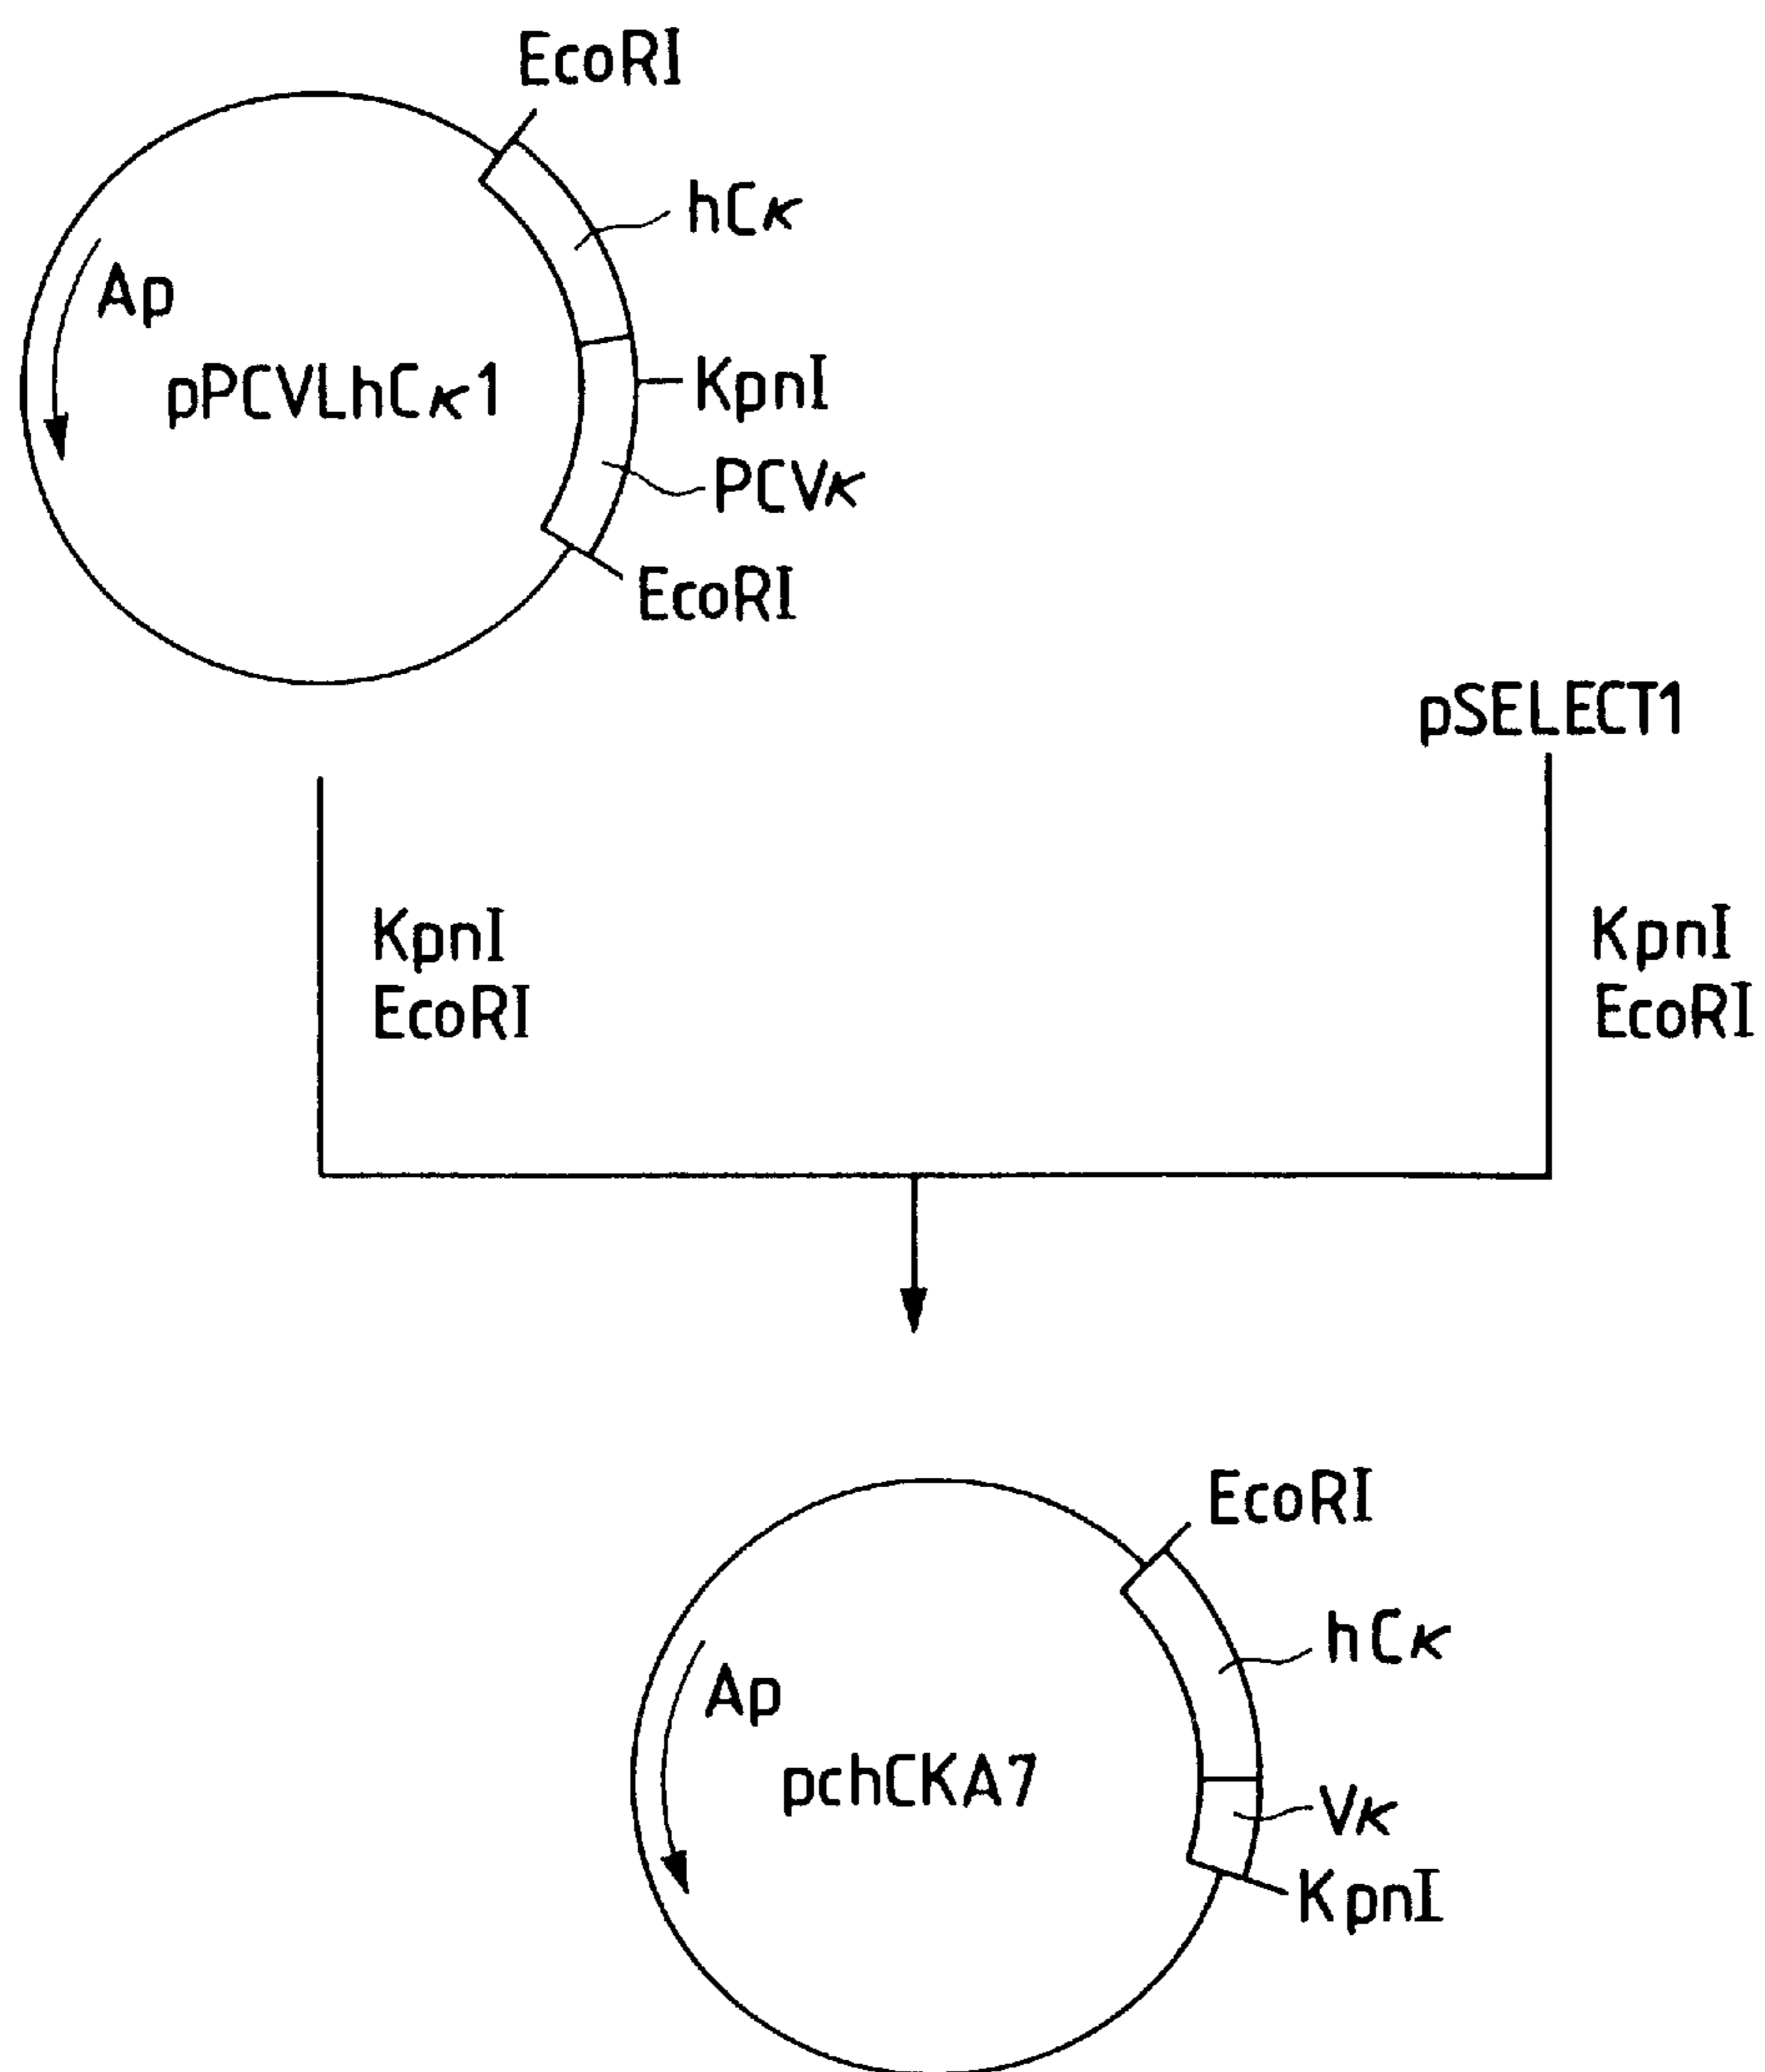 EcoRI
hCκ
Ap
pPCVLhCκ1
KpnI
PCVκ
EcoRI
pSELECT1
KpnI
EcoRI
KpnI
EcoRI
EcoRI
hCκ
Ap
pchCKA7
Vκ
KpnI